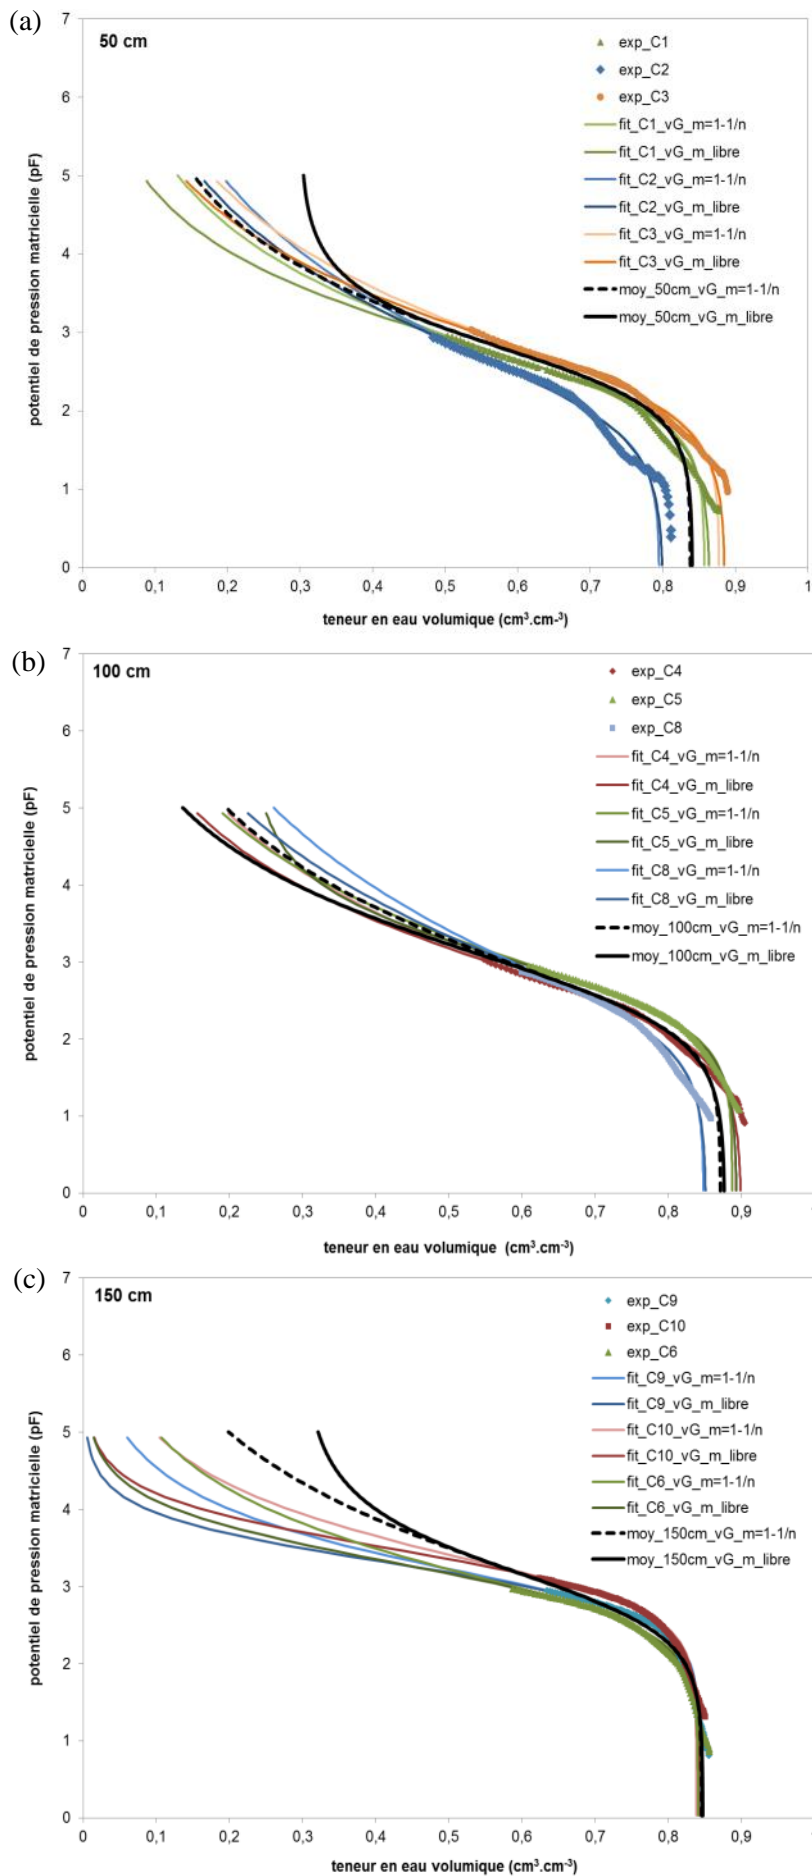 (a)
50 cm
7
6
5
4
3
2
1
0
potentiel de pression matricielle (pF)
exp_C1
exp_C2
exp_C3
fit_C1_vG_m=1-1/n
fit_C1_vG_m_libre
fit_C2_vG_m=1-1/n
fit_C2_vG_m_libre
fit_C3_vG_m=1-1/n
fit_C3_vG_m_libre
moy_50cm_vG_m=1-1/n
moy_50cm_vG_m_libre
0 0,1 0,2 0,3 0,4 0,5 0,6 0,7 0,8 0,9 1
teneur en eau volumique (cm³.cm-³)
(b)
100 cm
7
6
5
4
3
2
1
0
potentiel de pression matricielle (pF)
exp_C4
exp_C5
exp_C8
fit_C4_vG_m=1-1/n
fit_C4_vG_m_libre
fit_C5_vG_m=1-1/n
fit_C5_vG_m_libre
fit_C8_vG_m=1-1/n
fit_C8_vG_m_libre
moy_100cm_vG_m=1-1/n
moy_100cm_vG_m_libre
0 0,1 0,2 0,3 0,4 0,5 0,6 0,7 0,8 0,9
teneur en eau volumique (cm³.cm⁻³)
(c)
150 cm
7
6
5
4
3
2
1
0
potentiel de pression matricielle (pF)
exp_C9
exp_C10
exp_C6
fit_C9_vG_m=1-1/n
fit_C9_vG_m_libre
fit_C10_vG_m=1-1/n
fit_C10_vG_m_libre
fit_C6_vG_m=1-1/n
fit_C6_vG_m_libre
moy_150cm_vG_m=1-1/n
moy_150cm_vG_m_libre
0 0,1 0,2 0,3 0,4 0,5 0,6 0,7 0,8 0,9
teneur en eau volumique (cm³.cm⁻³)